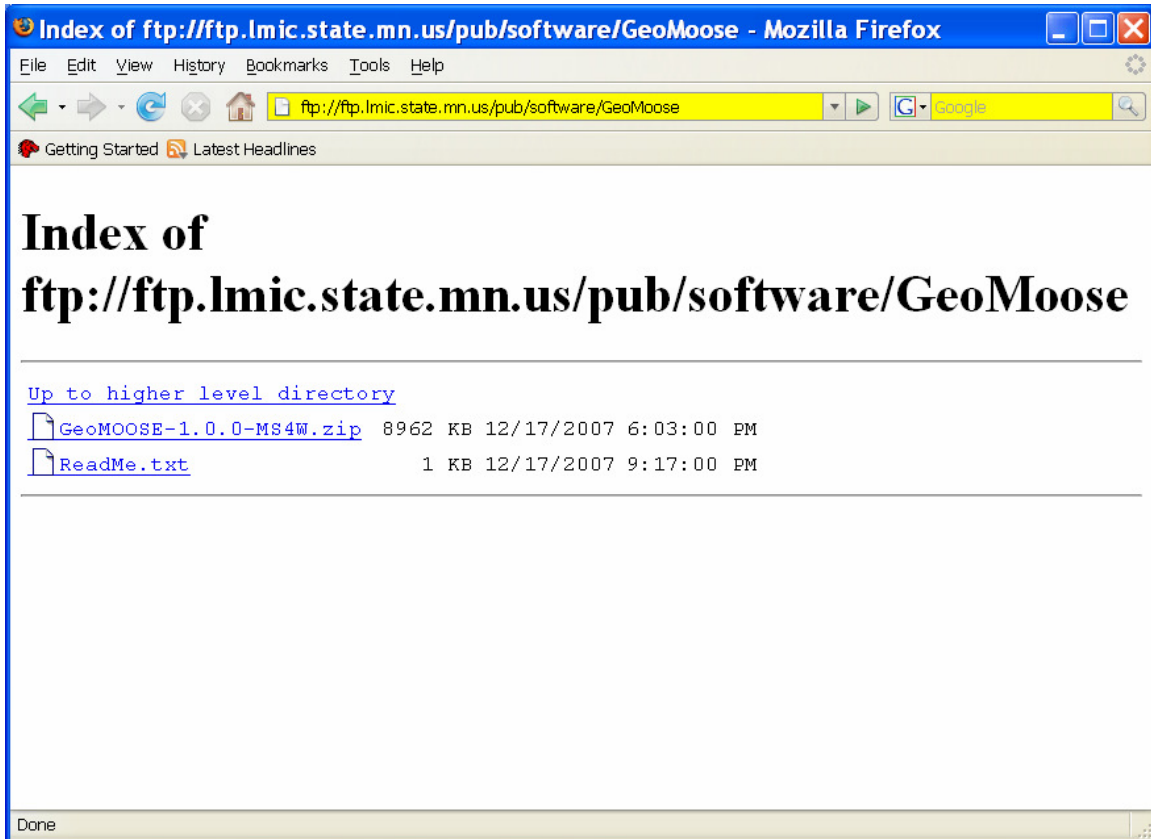 Index of ftp://ftp.lmic.state.mn.us/pub/software/GeoMoose - Mozilla Firefox
File Edit View History Bookmarks Tools Help
ftp://ftp.lmic.state.mn.us/pub/software/GeoMoose G Google
Getting Started Latest Headlines
Index of
ftp://ftp.lmic.state.mn.us/pub/software/GeoMoose
Up to higher level directory
GeoMOOSE-1.0.0-MS4W.zip 8962 KB 12/17/2007 6:03:00 PM
ReadMe.txt 1 KB 12/17/2007 9:17:00 PM
Done